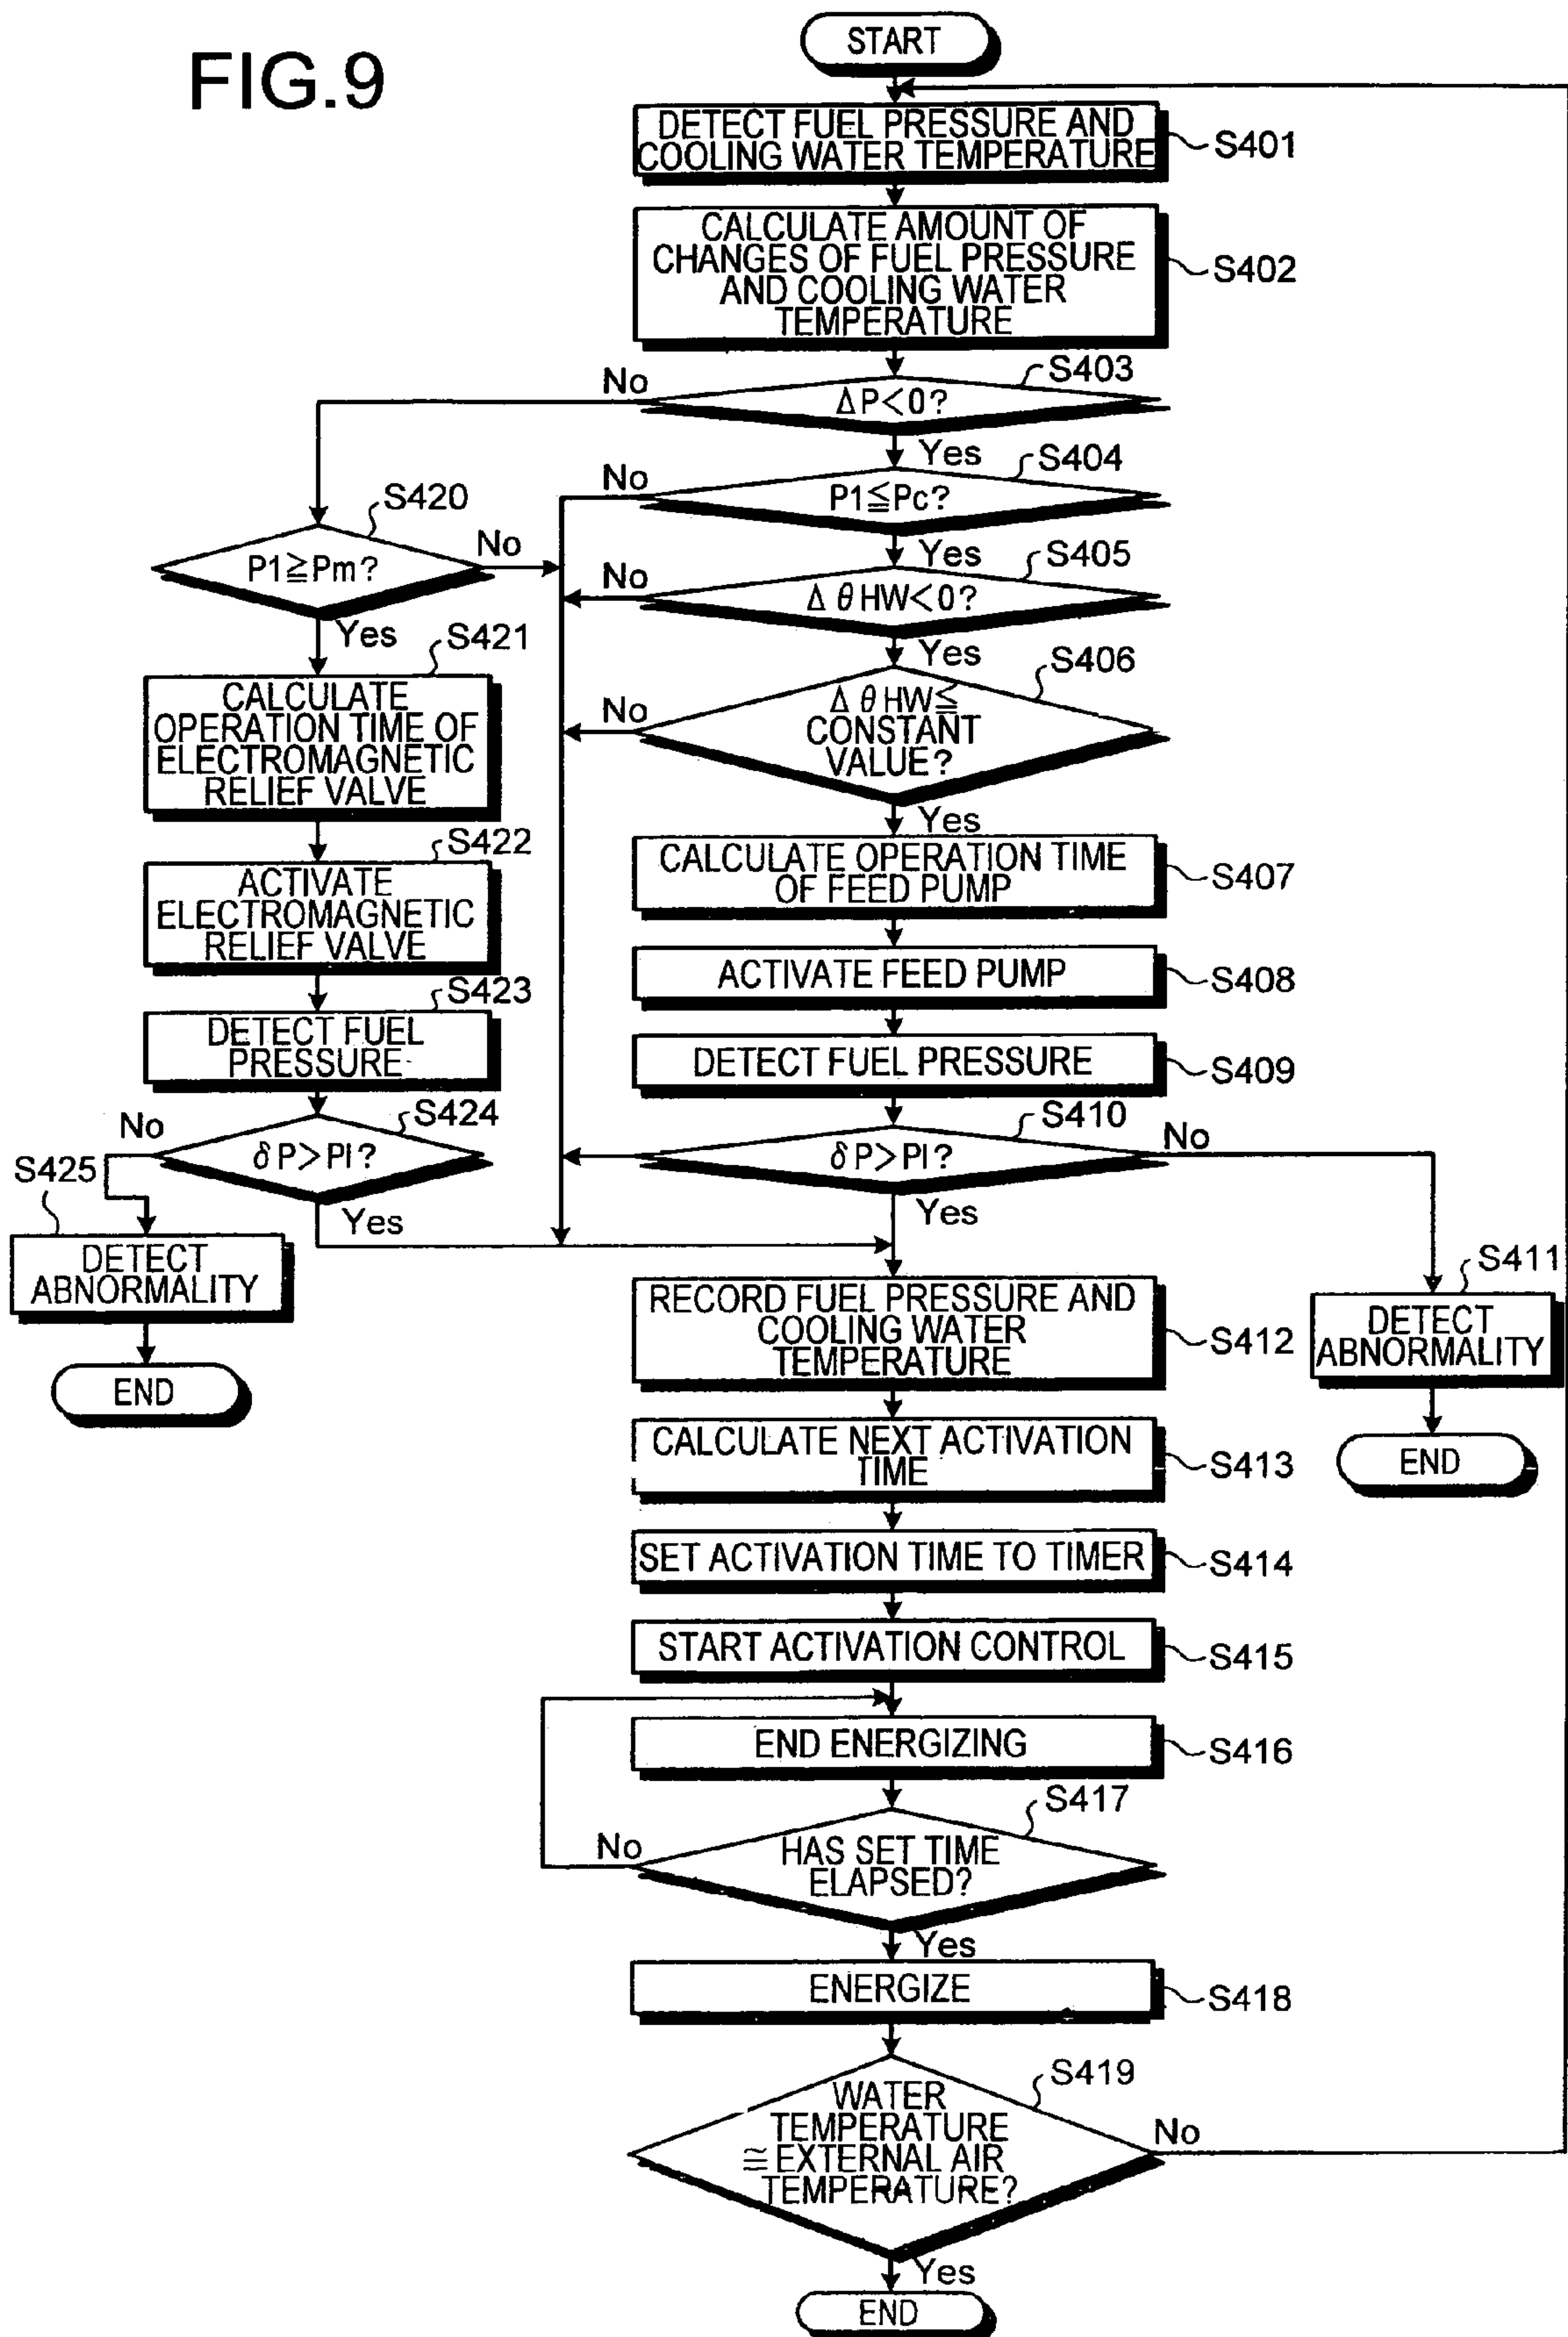 FIG.9
START
DETECT FUEL PRESSURE AND
COOLING WATER TEMPERATURE
S401
CALCULATE AMOUNT OF
CHANGES OF FUEL PRESSURE
AND COOLING WATER
TEMPERATURE
S402
S403
No
ΔP<0?
Yes
S404
No
P1≦Pc?
Yes
S405
No
ΔθHW<0?
Yes
S406
No
ΔθHW≦
CONSTANT
VALUE?
Yes
S420
P1≧Pm?
No
Yes
S421
CALCULATE
OPERATION TIME OF
ELECTROMAGNETIC
RELIEF VALVE
S422
ACTIVATE
ELECTROMAGNETIC
RELIEF VALVE
S423
DETECT FUEL
PRESSURE
S424
No
δP>Pl?
Yes
S425
DETECT
ABNORMALITY
END
CALCULATE OPERATION TIME
OF FEED PUMP
S407
ACTIVATE FEED PUMP
S408
DETECT FUEL PRESSURE
S409
S410
δP>Pl?
No
Yes
S411
DETECT
ABNORMALITY
END
RECORD FUEL PRESSURE AND
COOLING WATER
TEMPERATURE
S412
CALCULATE NEXT ACTIVATION
TIME
S413
SET ACTIVATION TIME TO TIMER
S414
START ACTIVATION CONTROL
S415
END ENERGIZING
S416
S417
No
HAS SET TIME
ELAPSED?
Yes
ENERGIZE
S418
S419
WATER
TEMPERATURE
≅EXTERNAL AIR
TEMPERATURE?
No
Yes
END